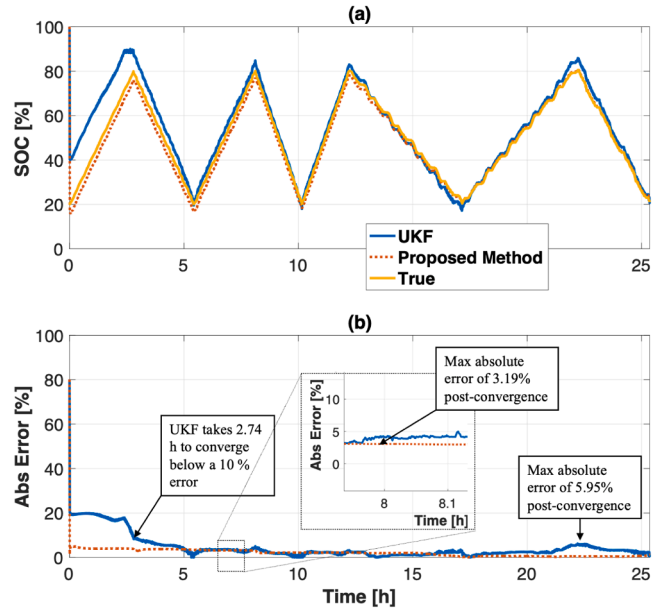 (a)
100
80
60
40
20
0
SOC [%]
0
5
10
15
20
25
UKF
Proposed Method
True
(b)
100
80
60
40
20
0
Abs Error [%]
UKF takes 2.74
h to converge
below a 10 %
error
Abs Error [%]
10
5
0
8
8.1
Time [h]
Max absolute
error of 3.19%
post-convergence
Max absolute
error of 5.95%
post-convergence
0
5
10
15
20
25
Time [h]